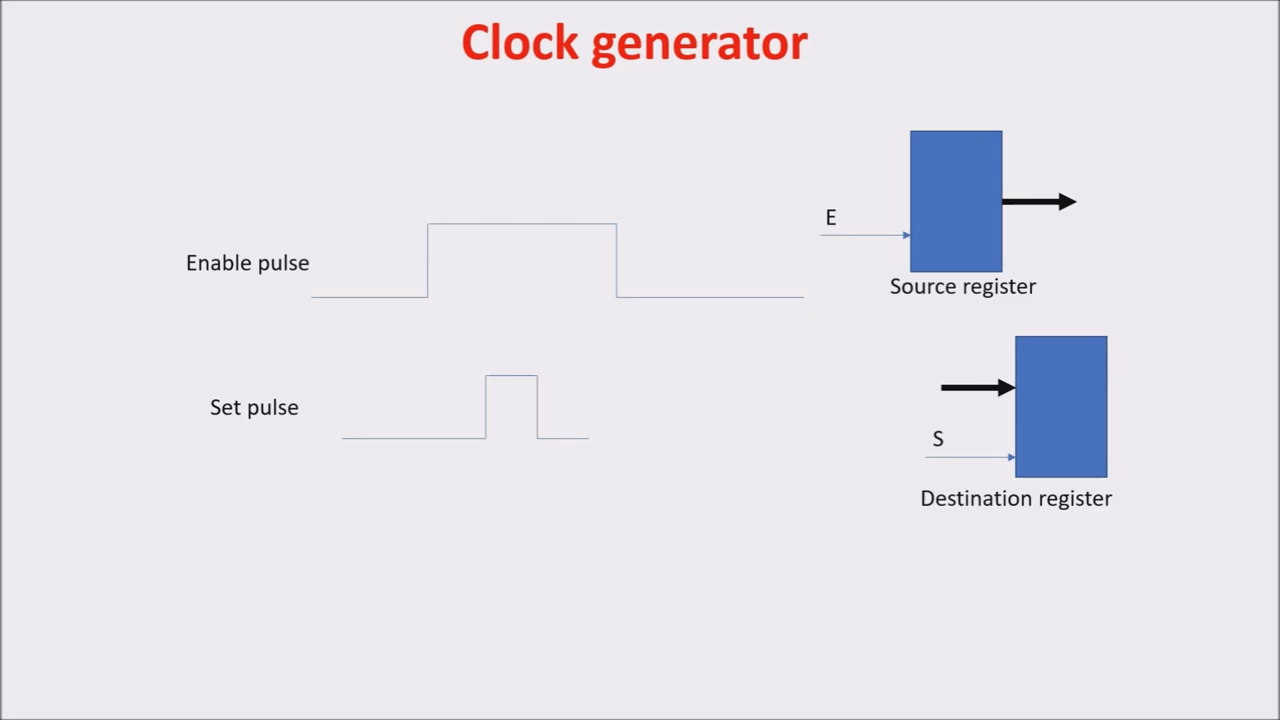 Clock generator
E
Enable pulse
Source register
Set pulse
S
Destination register